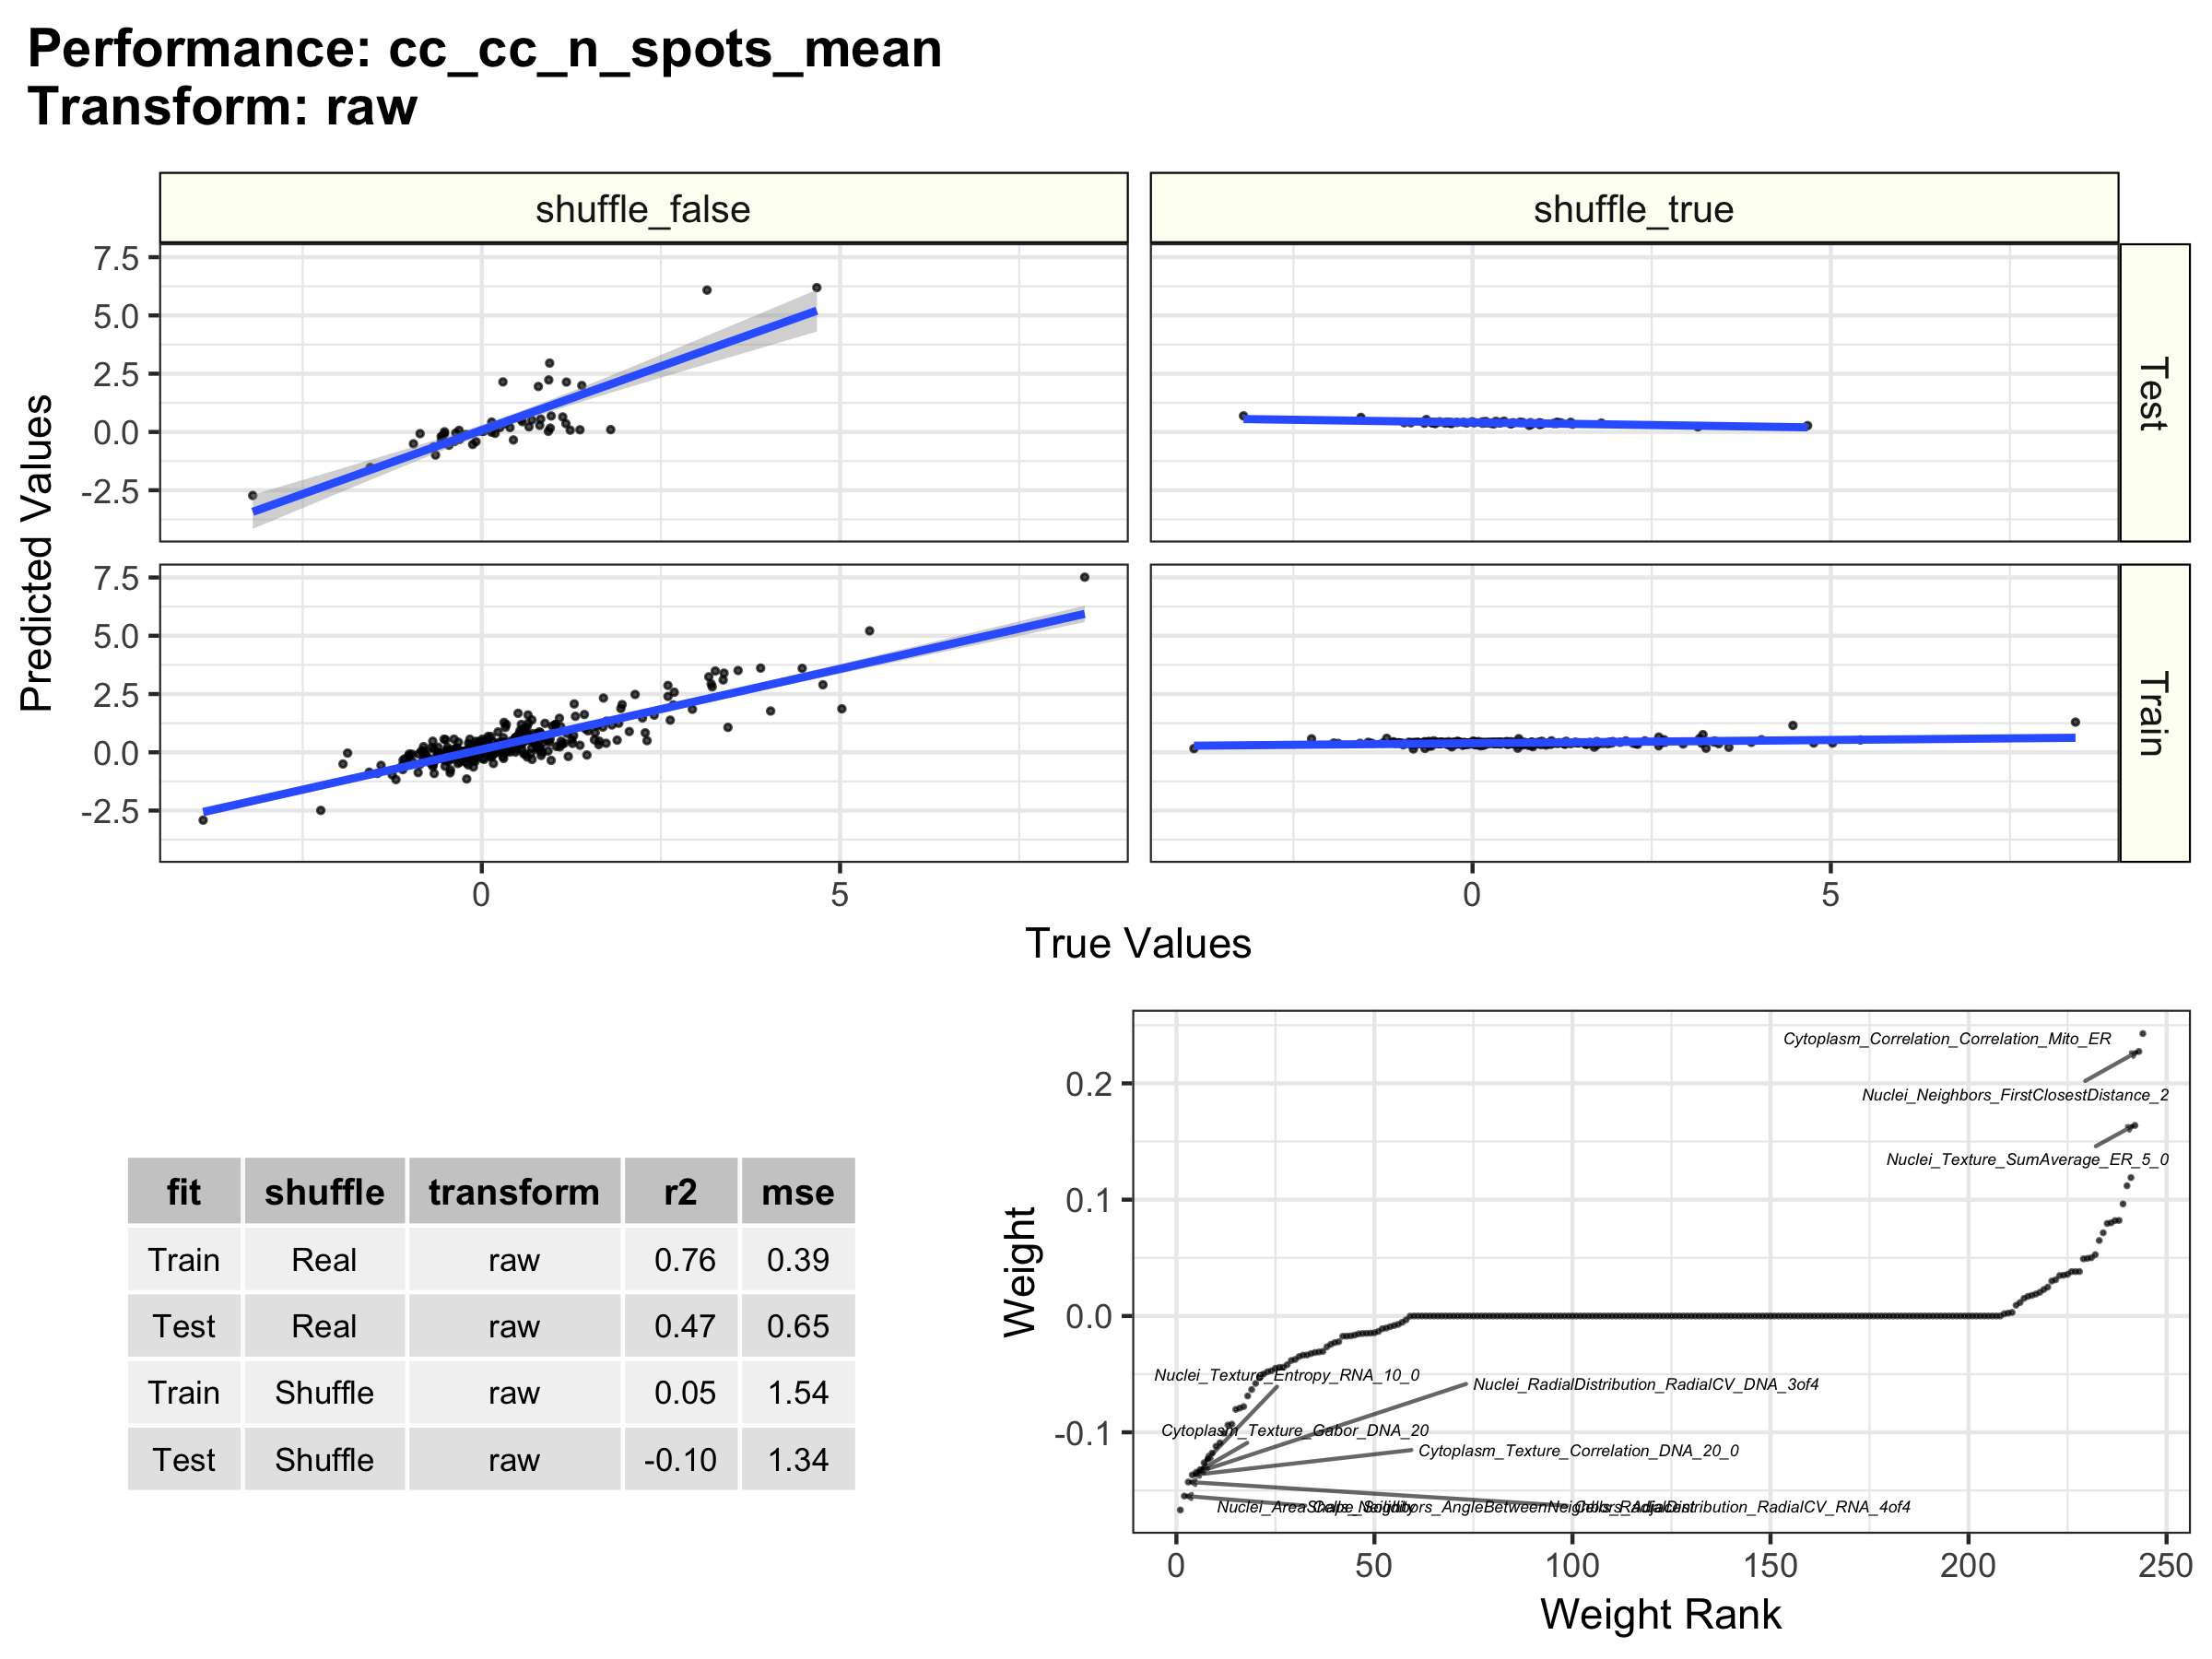 Performance: cc_cc_n_spots_mean
Transform: raw
shuffle_false
shuffle_true
7.5
5.0
2.5
0.0
-2.5
Test
Predicted Values
7.5
5.0
2.5
0.0
-2.5
Train
0
5
0
5
True Values
fit shuffle transform r2 mse
Train Real raw 0.76 0.39
Test Real raw 0.47 0.65
Train Shuffle raw 0.05 1.54
Test Shuffle raw -0.10 1.34
Weight
0.2
0.1
0.0
-0.1
Cytoplasm_Correlation_Correlation_Mito_ER
Nuclei_Neighbors_FirstClosestDistance_2
Nuclei_Texture_SumAverage_ER_5_0
Nuclei_Texture_Entropy_RNA_10_0
Nuclei_RadialDistribution_RadialCV_DNA_3of4
Cytoplasm_Texture_Gabor_DNA_20
Cytoplasm_Texture_Correlation_DNA_20_0
Nuclei_AreaShape_Solidity
Cells_Neighbors_AngleBetweenNeighbors_Adjacent
Cells_RadialDistribution_RadialCV_RNA_4of4
0
50
100
150
200
250
Weight Rank